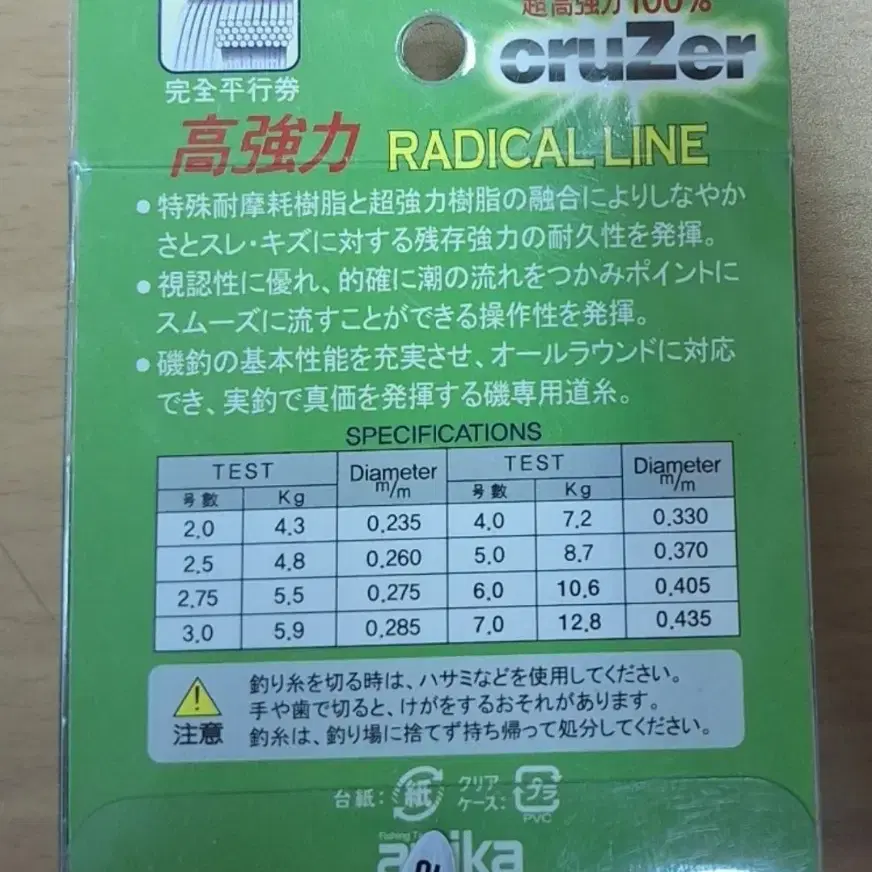 超高強力100%
cruZer
完全平行券
高強力 RADICAL LINE
● 特殊耐摩耗樹脂と超強力樹脂の融合によりしなやか
さとスレ・キズに対する残存強力の耐久性を発揮。
● 視認性に優れ、的確に潮の流れをつかみポイントに
スムーズに流すことができる操作性を発揮。
● 磯釣の基本性能を充実させ、オールラウンドに対応
でき、実釣で真価を発揮する磯専用道糸。
SPECIFICATIONS
TEST Diameter m/m TEST Diameter m/m
号數 Kg 号數 Kg
2.0 4.3 0.235 4.0 7.2 0.330
2.5 4.8 0.260 5.0 8.7 0.370
2.75 5.5 0.275 6.0 10.6 0.405
3.0 5.9 0.285 7.0 12.8 0.435
釣り糸を切る時は、ハサミなどを使用してください。
手や歯で切ると、けがをするおそれがあります。
釣糸は、釣り場に捨てず持ち帰って処分してください。
注意
台紙: 紙 クリアケース: プラ
PVC
Fishing